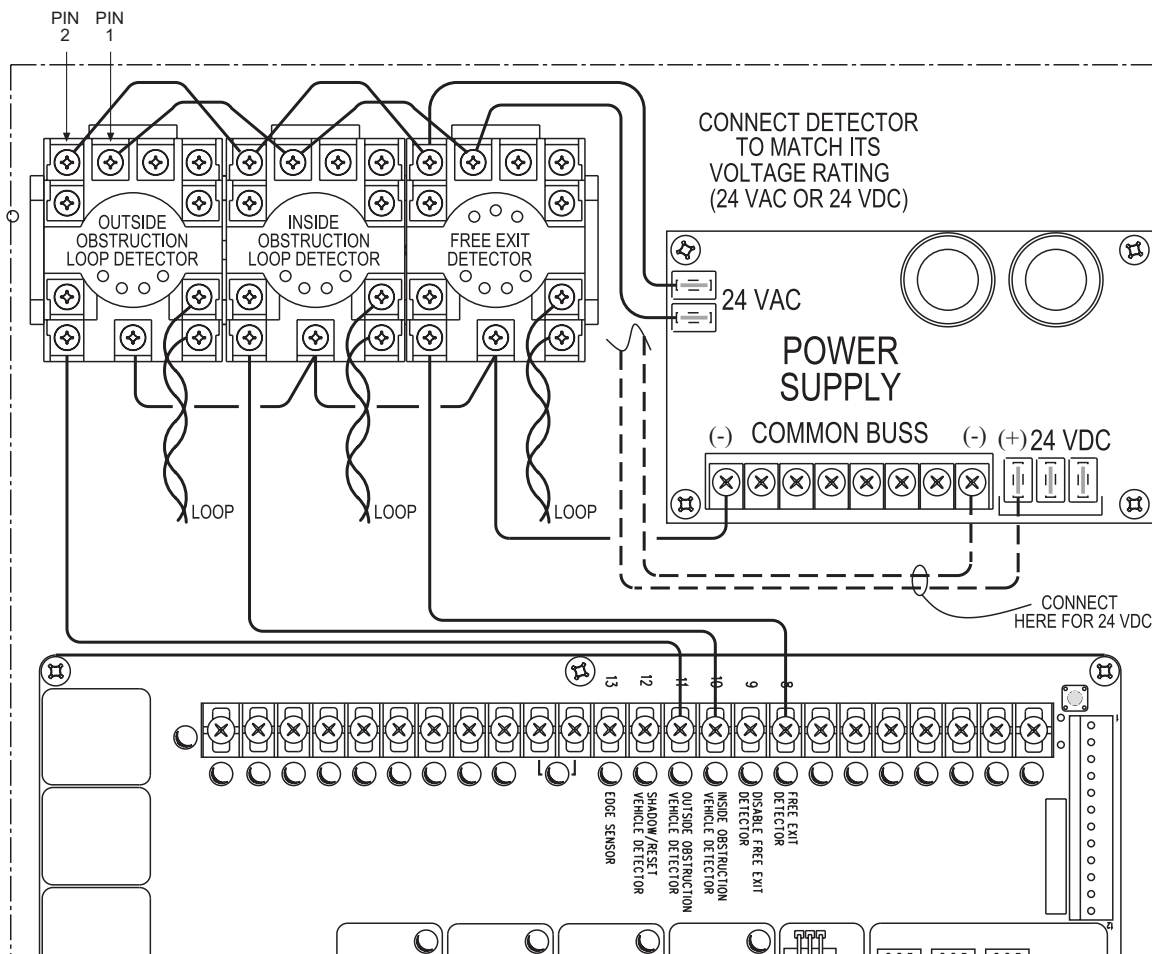 PIN
2
PIN
1
CONNECT DETECTOR
TO MATCH ITS
VOLTAGE RATING
(24 VAC OR 24 VDC)
OUTSIDE
OBSTRUCTION
LOOP DETECTOR
INSIDE
OBSTRUCTION
LOOP DETECTOR
FREE EXIT
DETECTOR
24 VAC
POWER
SUPPLY
(-) COMMON BUSS (-) (+) 24 VDC
LOOP
LOOP
LOOP
CONNECT
HERE FOR 24 VDC
13
12
11
10
9
8
1
EDGE SENSOR
SHADOW/RESET
VEHICLE DETECTOR
OUTSIDE OBSTRUCTION
VEHICLE DETECTOR
INSIDE OBSTRUCTION
VEHICLE DETECTOR
DISABLE FREE EXIT
DETECTOR
FREE EXIT
DETECTOR
12